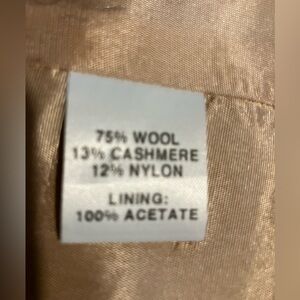 75% WOOL
13% CASHMERE
12% NYLON
LINING:
100% ACETATE